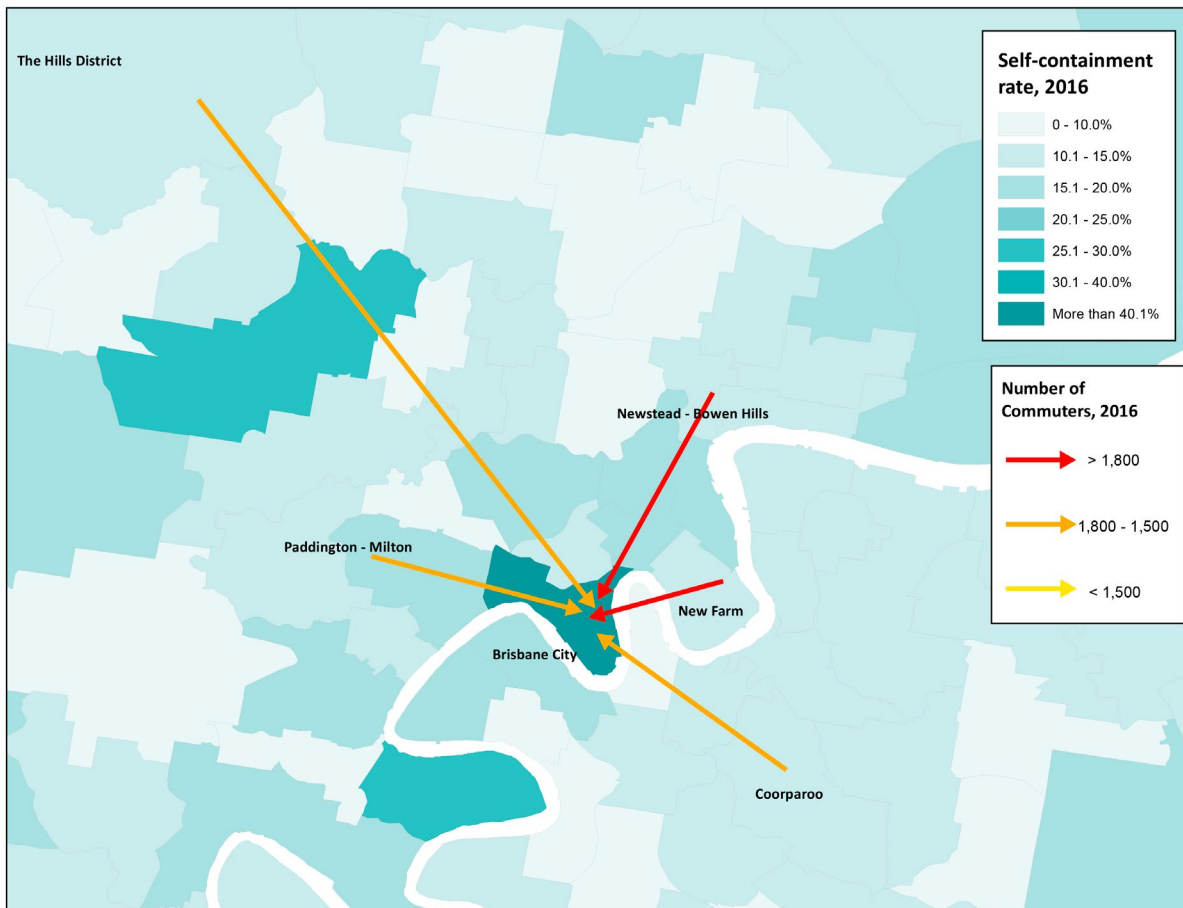 The Hills District
Newstead - Bowen Hills
Paddington - Milton
New Farm
Brisbane City
Coorparoo
Self-containment
rate, 2016
0 - 10.0%
10.1 - 15.0%
15.1 - 20.0%
20.1 - 25.0%
25.1 - 30.0%
30.1 - 40.0%
More than 40.1%
Number of
Commuters, 2016
> 1,800
1,800 - 1,500
< 1,500